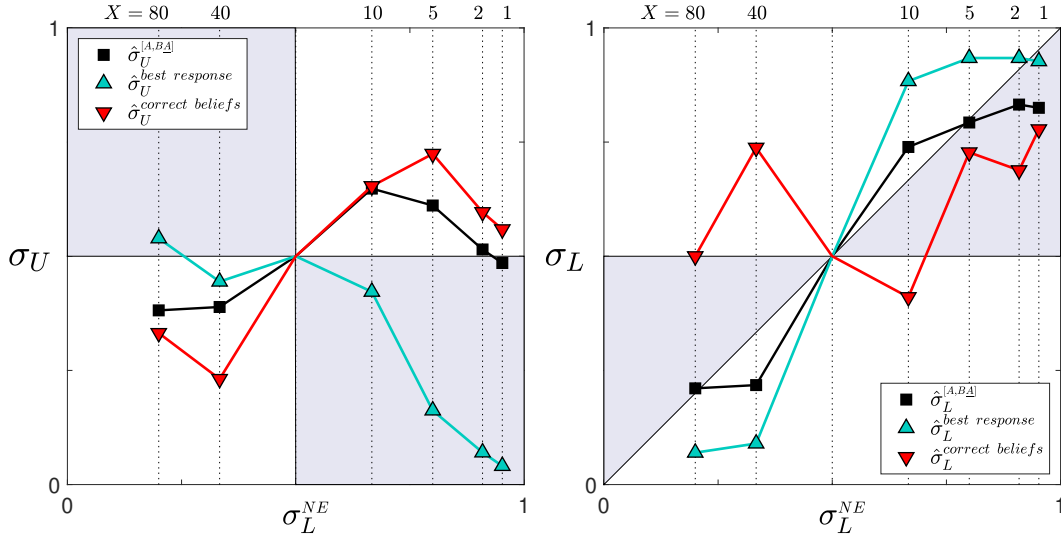 X = 80 40 10 5 2 1
1
σ̂_U^{[A,BA̲]}
σ̂_U^{best response}
σ̂_U^{correct beliefs}
σ_U
0
0 σ_L^{NE} 1
X = 80 40 10 5 2 1
1
σ_L
σ̂_L^{[A,BA̲]}
σ̂_L^{best response}
σ̂_L^{correct beliefs}
0
0 σ_L^{NE} 1